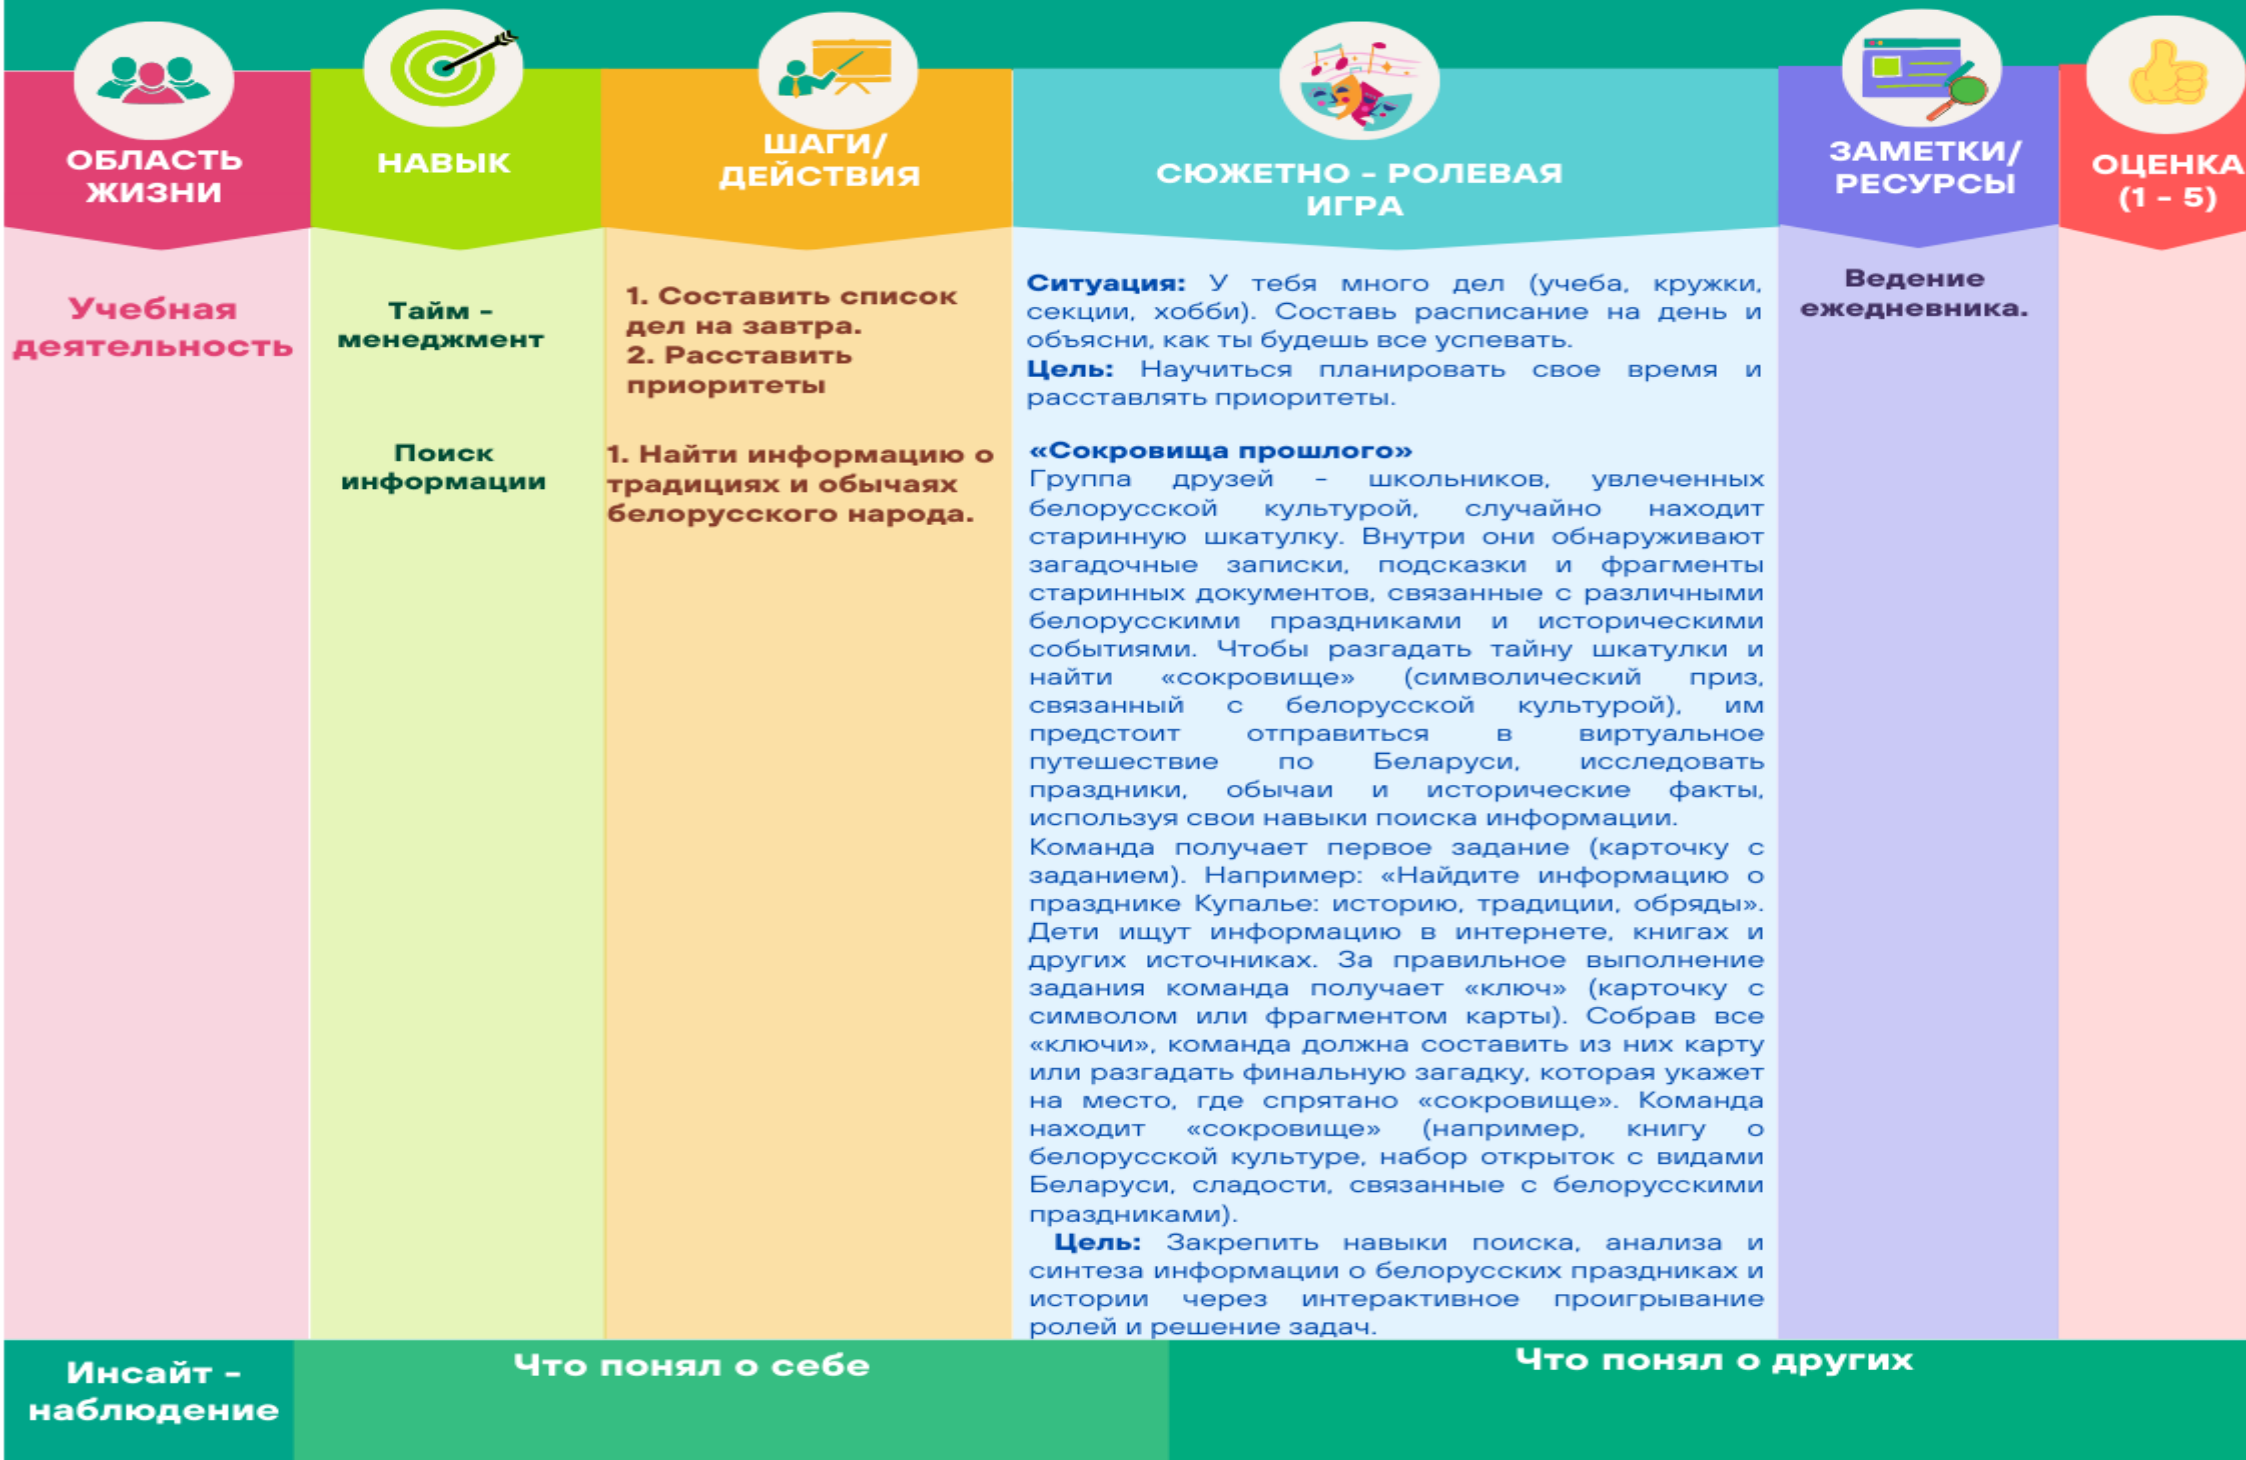 ОБЛАСТЬ
ЖИЗНИ
НАВЫК
ШАГИ/
ДЕЙСТВИЯ
СЮЖЕТНО - РОЛЕВАЯ
ИГРА
ЗАМЕТКИ/
РЕСУРСЫ
ОЦЕНКА
(1 - 5)
Учебная
деятельность
Тайм -
менеджмент
1. Составить список
дел на завтра.
2. Расставить
приоритеты
Ситуация: У тебя много дел (учеба, кружки,
секции, хобби). Составь расписание на день и
объясни, как ты будешь все успевать.
Цель: Научиться планировать свое время и
расставлять приоритеты.
Ведение
ежедневника.
Поиск
информации
1. Найти информацию о
традициях и обычаях
белорусского народа.
«Сокровища прошлого»
Группа друзей - школьников, увлеченных
белорусской культурой, случайно находит
старинную шкатулку. Внутри они обнаруживают
загадочные записки, подсказки и фрагменты
старинных документов, связанные с различными
белорусскими праздниками и историческими
событиями. Чтобы разгадать тайну шкатулки и
найти «сокровище» (символический приз,
связанный с белорусской культурой), им
предстоит отправиться в виртуальное
путешествие по Беларуси, исследовать
праздники, обычаи и исторические факты,
используя свои навыки поиска информации.
Команда получает первое задание (карточку с
заданием). Например: «Найдите информацию о
празднике Купалье: историю, традиции, обряды».
Дети ищут информацию в интернете, книгах и
других источниках. За правильное выполнение
задания команда получает «ключ» (карточку с
символом или фрагментом карты). Собрав все
«ключи», команда должна составить из них карту
или разгадать финальную загадку, которая укажет
на место, где спрятано «сокровище». Команда
находит «сокровище» (например, книгу о
белорусской культуре, набор открыток с видами
Беларуси, сладости, связанные с белорусскими
праздниками).
Цель: Закрепить навыки поиска, анализа и
синтеза информации о белорусских праздниках и
истории через интерактивное проигрывание
ролей и решение задач.
Инсайт -
наблюдение
Что понял о себе
Что понял о других